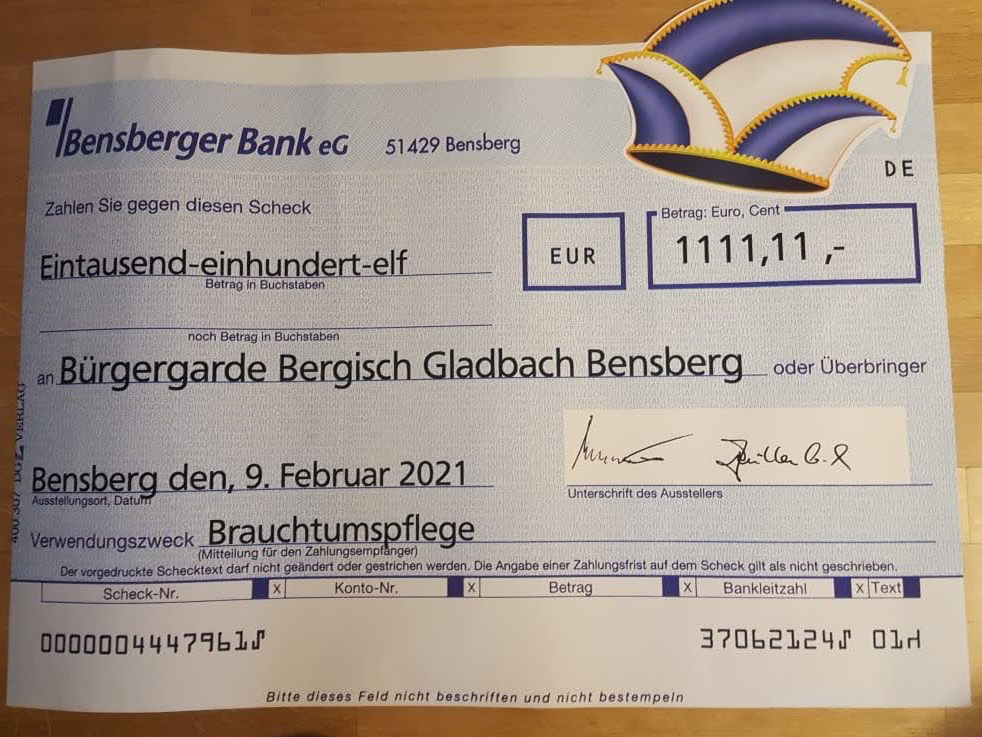 Bensberger Bank eG 51429 Bensberg
DE
Zahlen Sie gegen diesen Scheck
Betrag: Euro, Cent
Eintausend-einhundert-elf EUR 1111,11 ,-
Betrag in Buchstaben
noch Betrag in Buchstaben
an Bürgergarde Bergisch Gladbach Bensberg oder Überbringer
Bensberg den, 9. Februar 2021
Ausstellungsort, Datum
Unterschrift des Ausstellers
Verwendungszweck Brauchtumspflege
(Mitteilung für den Zahlungsempfänger)
Der vorgedruckte Schecktext darf nicht geändert oder gestrichen werden. Die Angabe einer Zahlungsfrist auf dem Scheck gilt als nicht geschrieben.
Scheck-Nr. X Konto-Nr. X Betrag X Bankleitzahl X Text
0000004447961⑀ 37062124⑀ 01⑁
Bitte dieses Feld nicht beschriften und nicht bestempeln
VERLAG